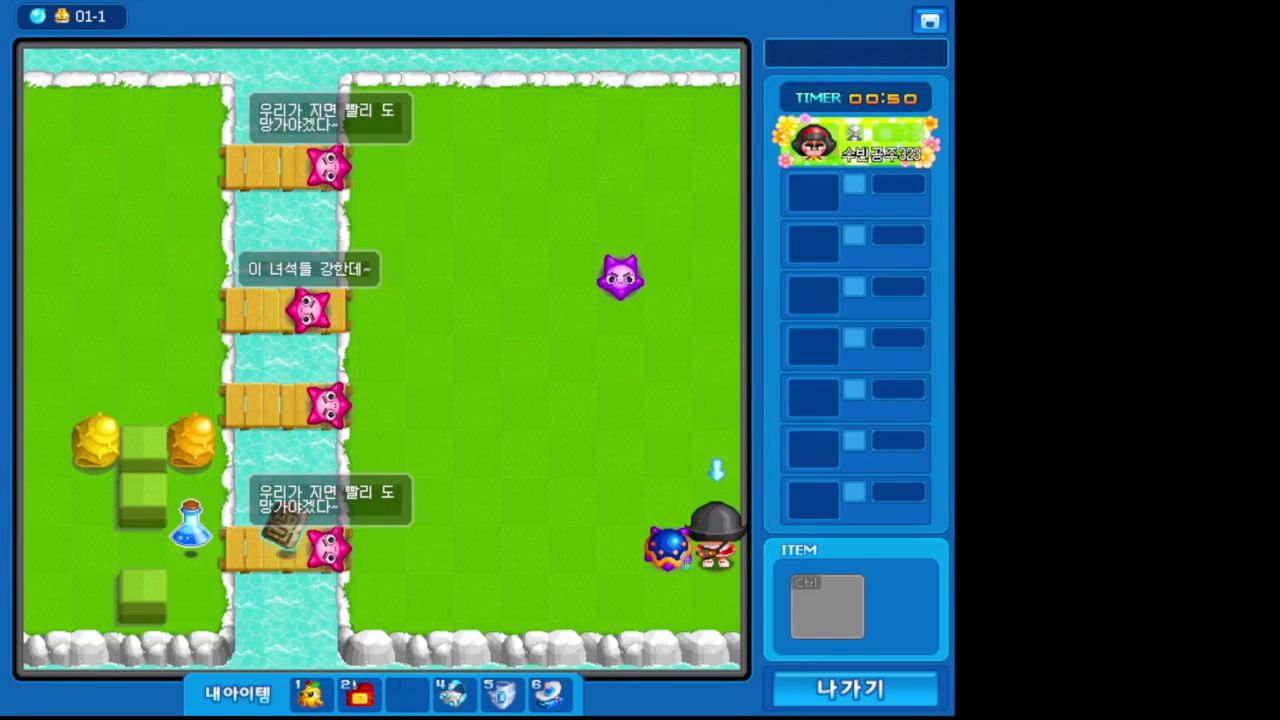 01-1
우리가 지면 빨리 도
망가야겠다~
TIMER 00:50
수빈공주323
이 녀석들 강한데~
우리가 지면 빨리 도
망가야겠다~
ITEM
Ctrl
내아이템
1
2
4
5
6
나가기